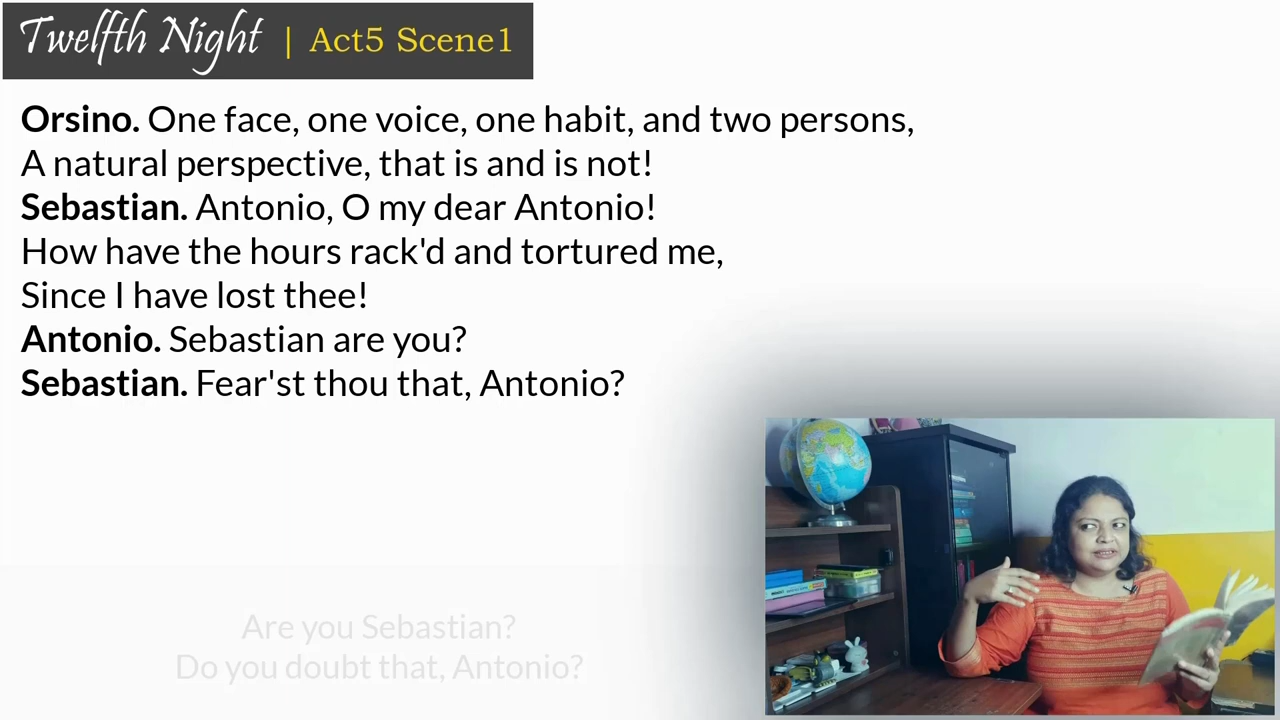 Twelfth Night | Act5 Scene1
Orsino. One face, one voice, one habit, and two persons,
A natural perspective, that is and is not!
Sebastian. Antonio, O my dear Antonio!
How have the hours rack'd and tortured me,
Since I have lost thee!
Antonio. Sebastian are you?
Sebastian. Fear'st thou that, Antonio?
Are you Sebastian?
Do you doubt that, Antonio?